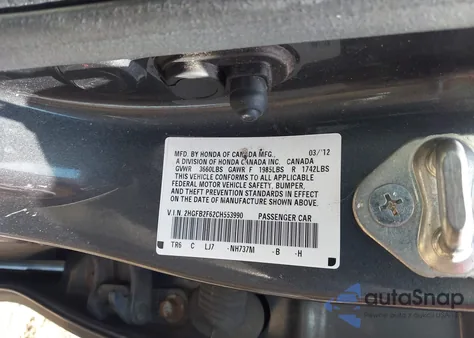 MFD. BY HONDA OF CANADA MFG., 03/'12
A DIVISION OF HONDA CANADA INC. CANADA
GVWR 3660LBS GAWR F 1985LBS R 1742LBS
THIS VEHICLE CONFORMS TO ALL APPLICABLE
FEDERAL MOTOR VEHICLE SAFETY, BUMPER,
AND THEFT PREVENTION STANDARDS IN EFFECT
ON THE DATE OF MANUFACTURE SHOWN ABOVE.
V.I.N. 2HGFB2F62CH553990 PASSENGER CAR
TR6 C LJ7 -NH737M -B -H
autoSnap